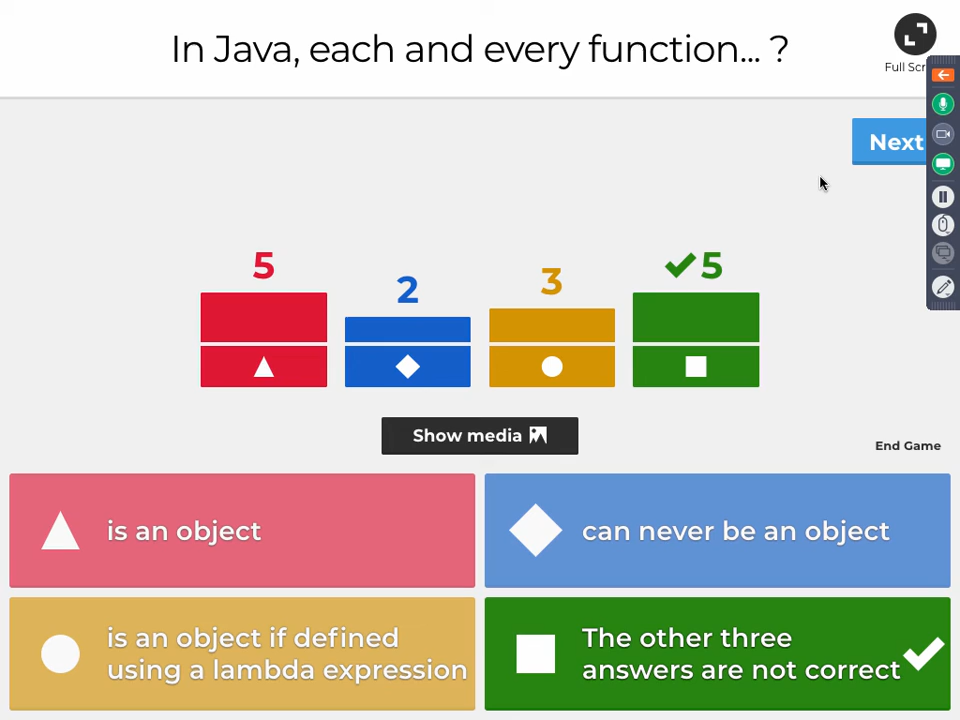 In Java, each and every function... ?
Full Scr
Next
5
2
3
5
Show media
End Game
is an object
can never be an object
is an object if defined
using a lambda expression
The other three
answers are not correct